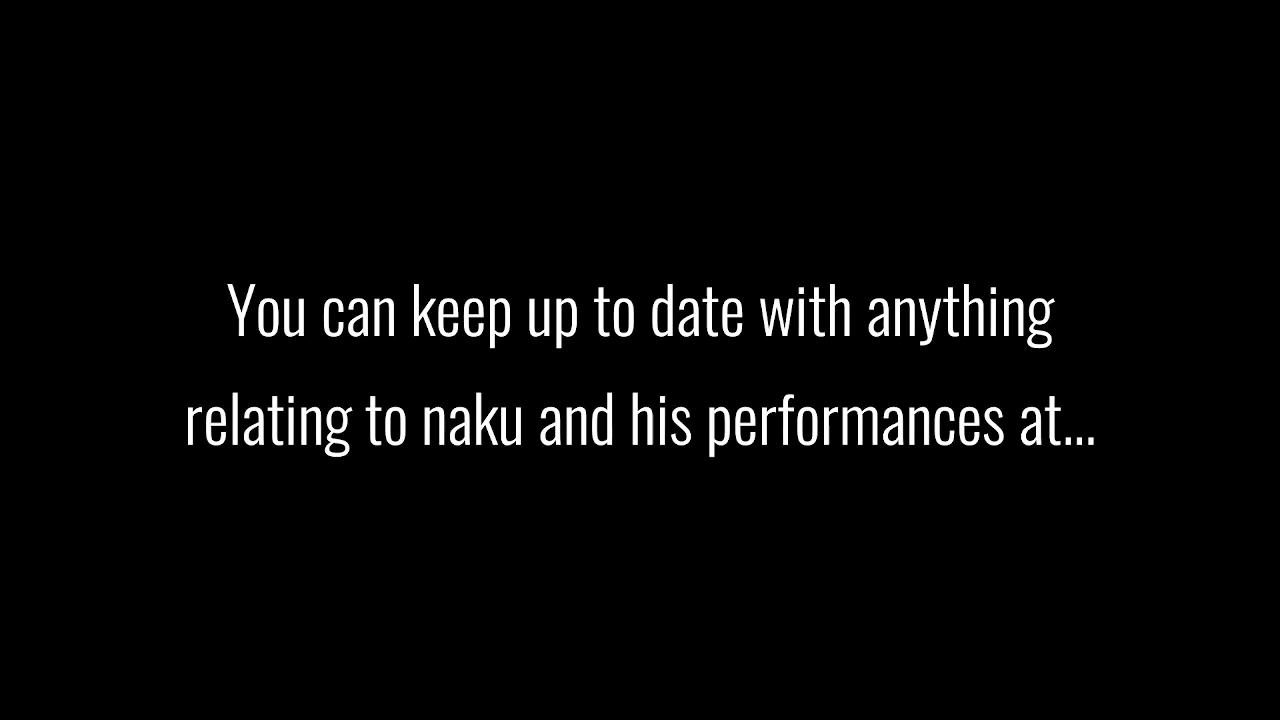 You can keep up to date with anything
relating to naku and his performances at...